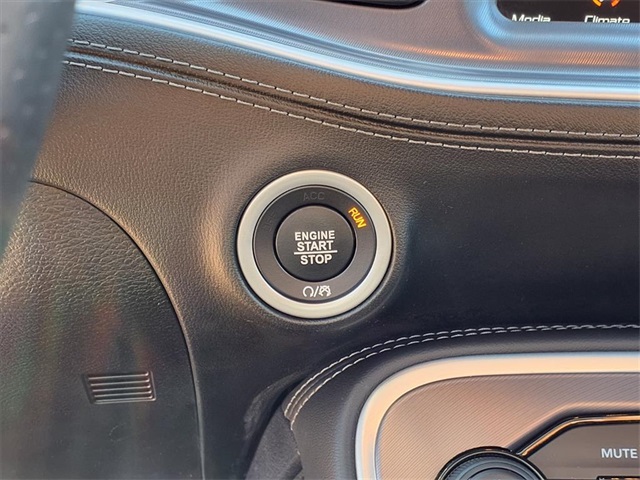 Media Climate
ACC
RUN
ENGINE
START
STOP
MUTE